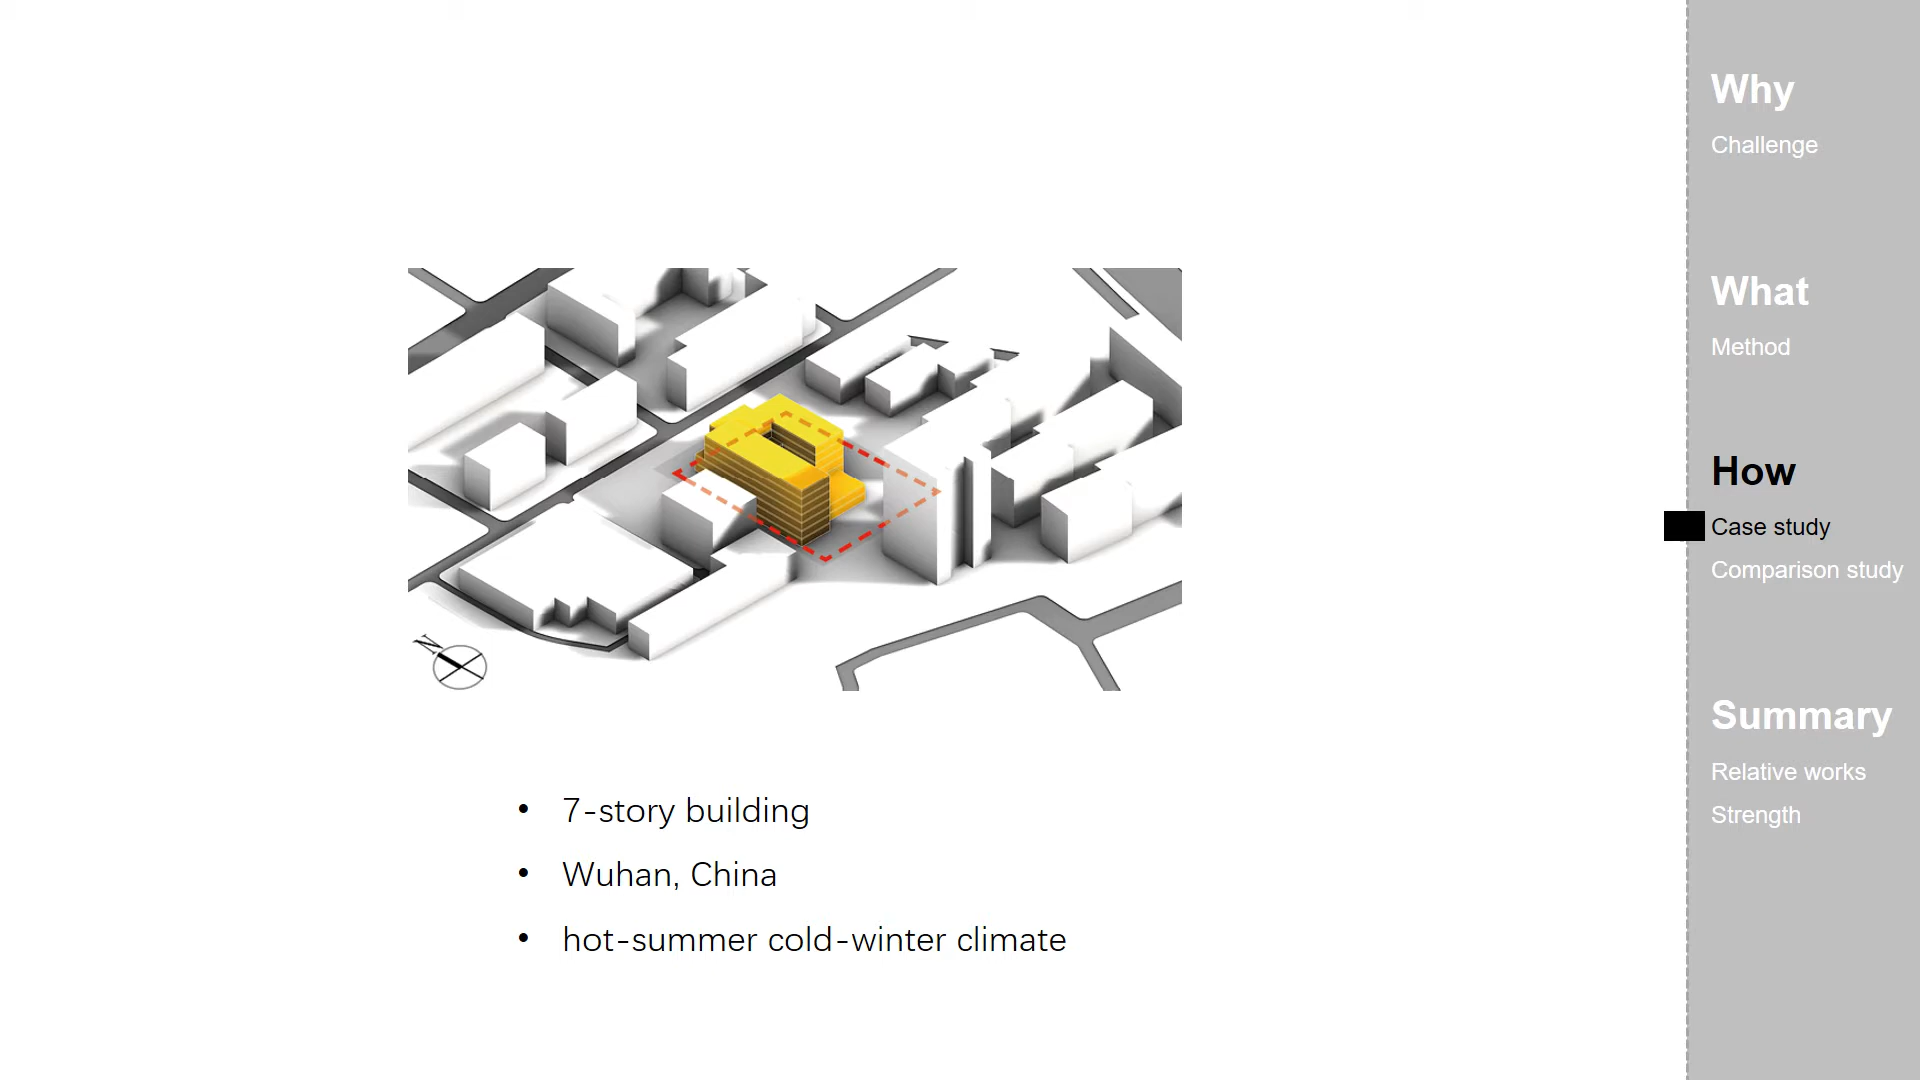 N
• 7-story building
• Wuhan, China
• hot-summer cold-winter climate
Why
Challenge
What
Method
How
Case study
Comparison study
Summary
Relative works
Strength